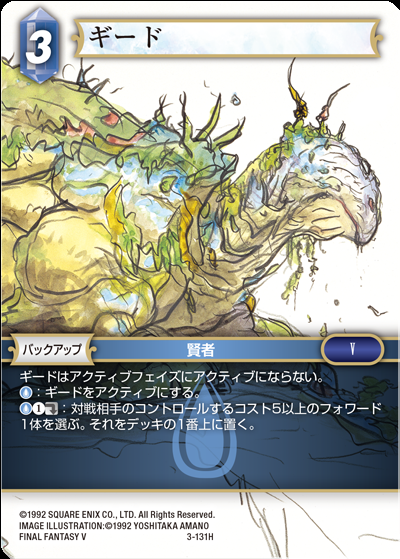 3
ギード
バックアップ
賢者
V
ギードはアクティブフェイズにアクティブにならない。
：ギードをアクティブにする。
1：対戦相手のコントロールするコスト5以上のフォワード
1体を選ぶ。それをデッキの1番上に置く。
©1992 SQUARE ENIX CO., LTD. All Rights Reserved.
IMAGE ILLUSTRATION:©1992 YOSHITAKA AMANO
FINAL FANTASY V
3-131H